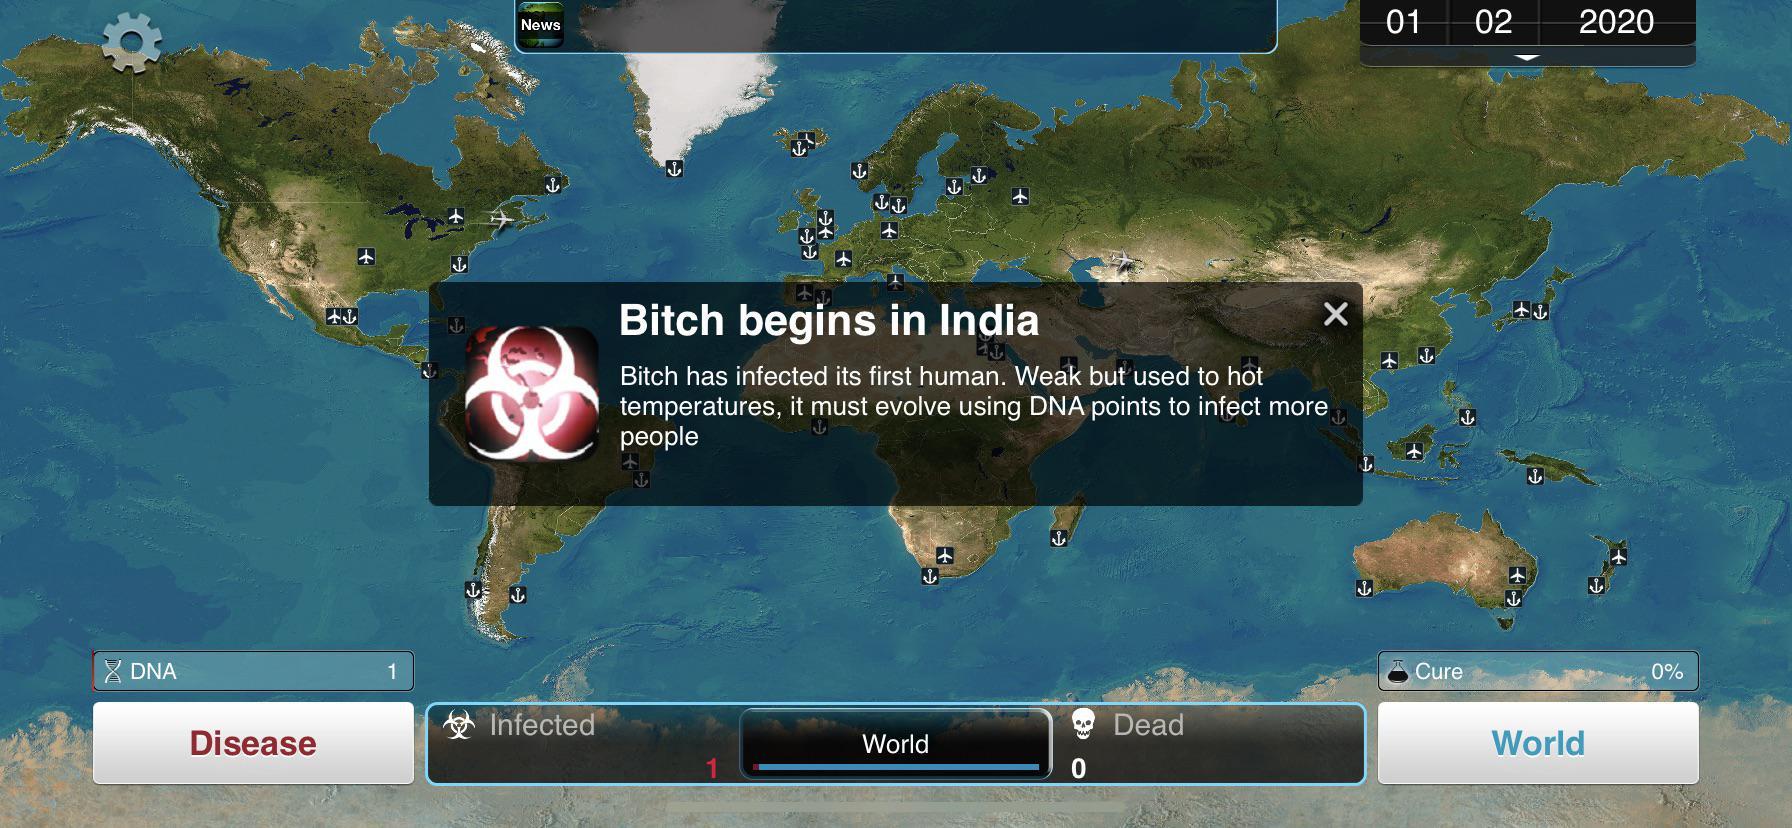 News
01 02 2020
Bitch begins in India
Bitch has infected its first human. Weak but used to hot
temperatures, it must evolve using DNA points to infect more
people
DNA 1
Cure 0%
Disease
Infected
1
World
Dead
0
World